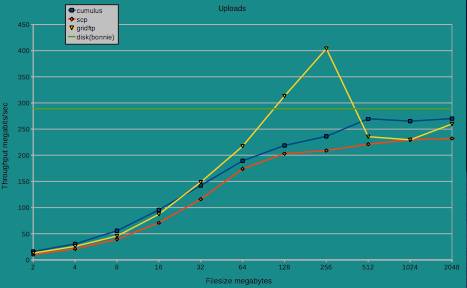 Uploads
cumulus
scp
gridftp
disk(bonnie)
450
400
350
300
250
200
150
100
50
0
Throughput megabits/sec
2 4 8 16 32 64 128 256 512 1024 2048
Filesize megabytes